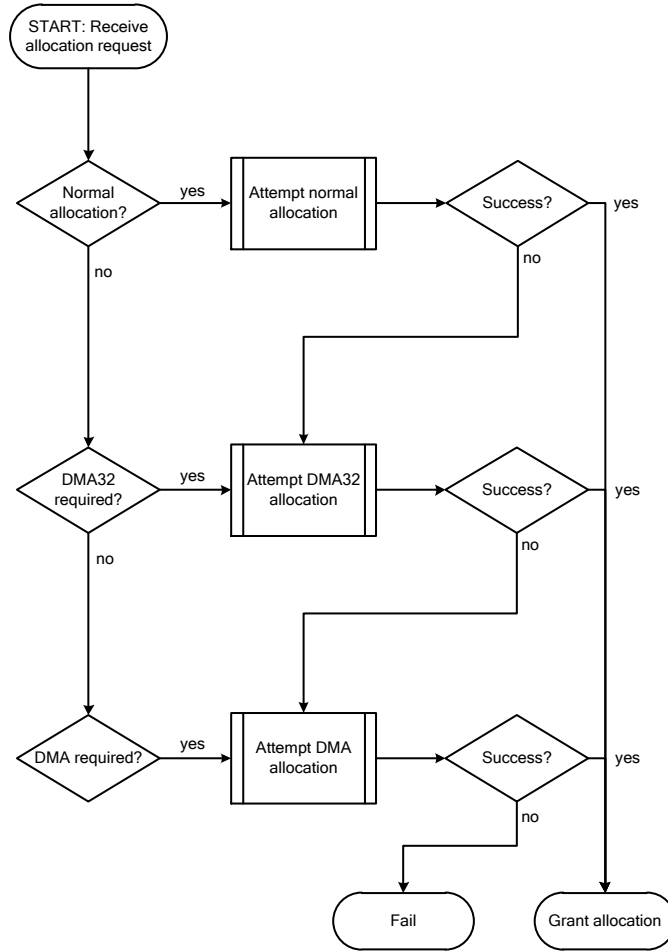 START: Receive
allocation request
Normal
allocation?
yes
Attempt normal
allocation
Success?
yes
no
no
DMA32
required?
yes
Attempt DMA32
allocation
Success?
yes
no
no
DMA required?
yes
Attempt DMA
allocation
Success?
yes
no
Fail
Grant allocation